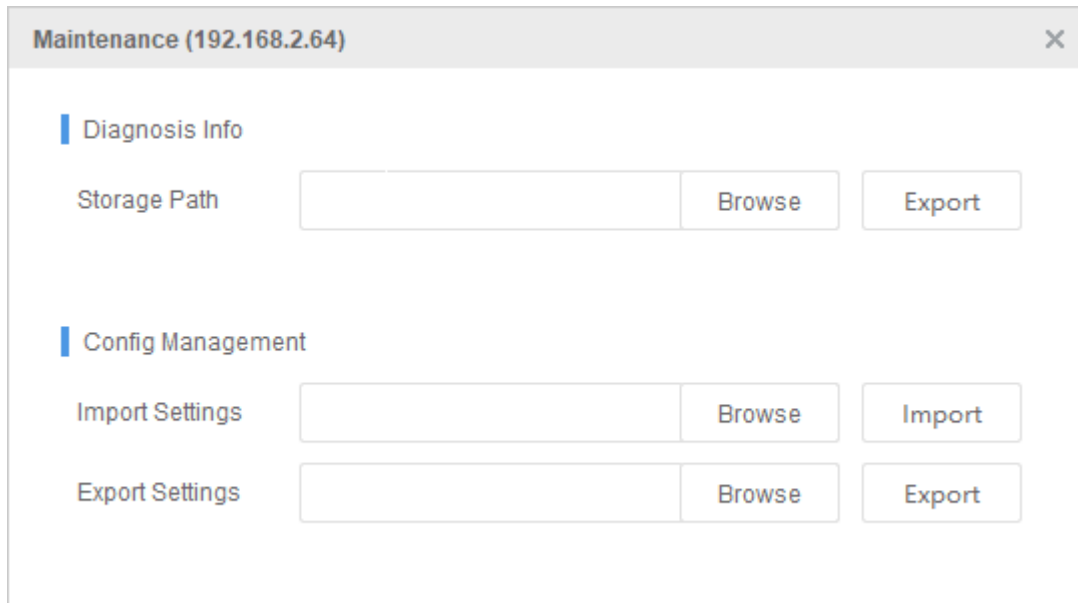 Maintenance (192.168.2.64)
Diagnosis Info
Storage Path Browse Export
Config Management
Import Settings Browse Import
Export Settings Browse Export